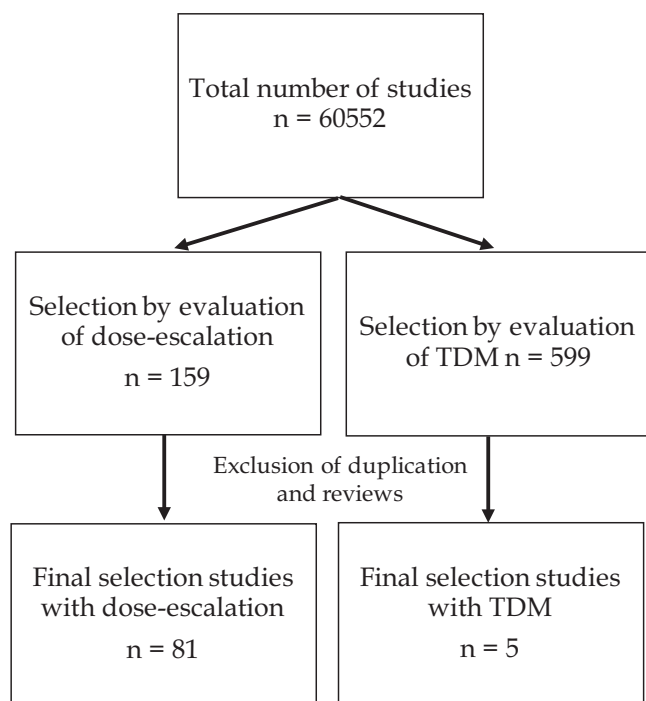 Total number of studies
n = 60552
Selection by evaluation
of dose-escalation
n = 159
Selection by evaluation
of TDM n = 599
Exclusion of duplication
and reviews
Final selection studies
with dose-escalation
n = 81
Final selection studies
with TDM
n = 5